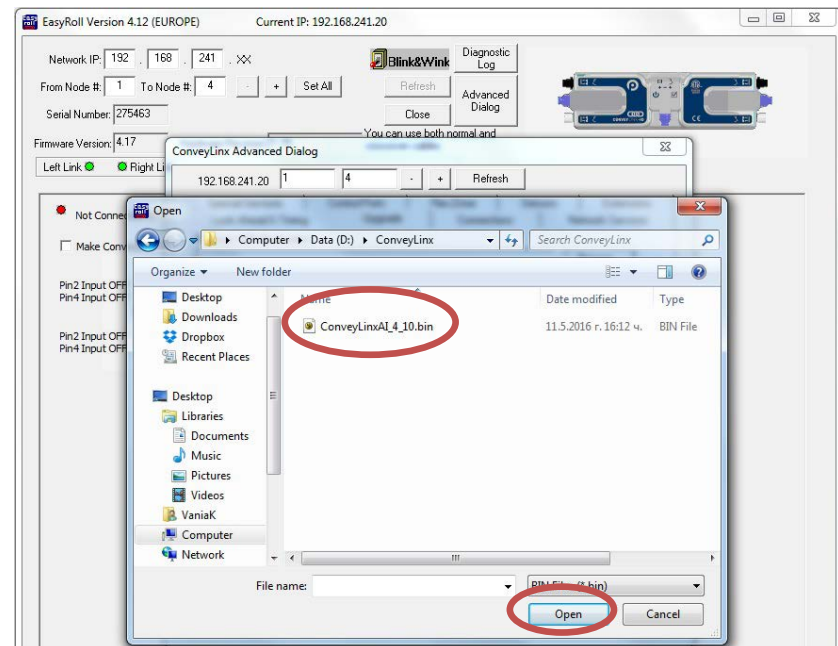 EasyRoll Version 4.12 (EUROPE) Current IP: 192.168.241.20
Network IP: 192 . 168 . 241 . XX
Blink&Wink
Diagnostic Log
From Node #: 1 To Node #: 4 - + Set All
Refresh
Advanced Dialog
Serial Number: 275463
Close
Firmware Version: 4.17
You can use both normal and
Left Link Right Li
ConveyLinx Advanced Dialog
192.168.241.20 1 4 - + Refresh
Not Conne
Make Conv
Pin2 Input OFF
Pin4 Input OFF
Pin2 Input OFF
Pin4 Input OFF
Open
Computer Data (D:) ConveyLinx
Search ConveyLinx
Organize New folder
Name Date modified Type
ConveyLinxAI_4_10.bin 11.5.2016 г. 16:12 ч. BIN File
Desktop
Downloads
Dropbox
Recent Places
Desktop
Libraries
Documents
Music
Pictures
Videos
VaniaK
Computer
Network
File name:
BIN Files (*.bin)
Open Cancel